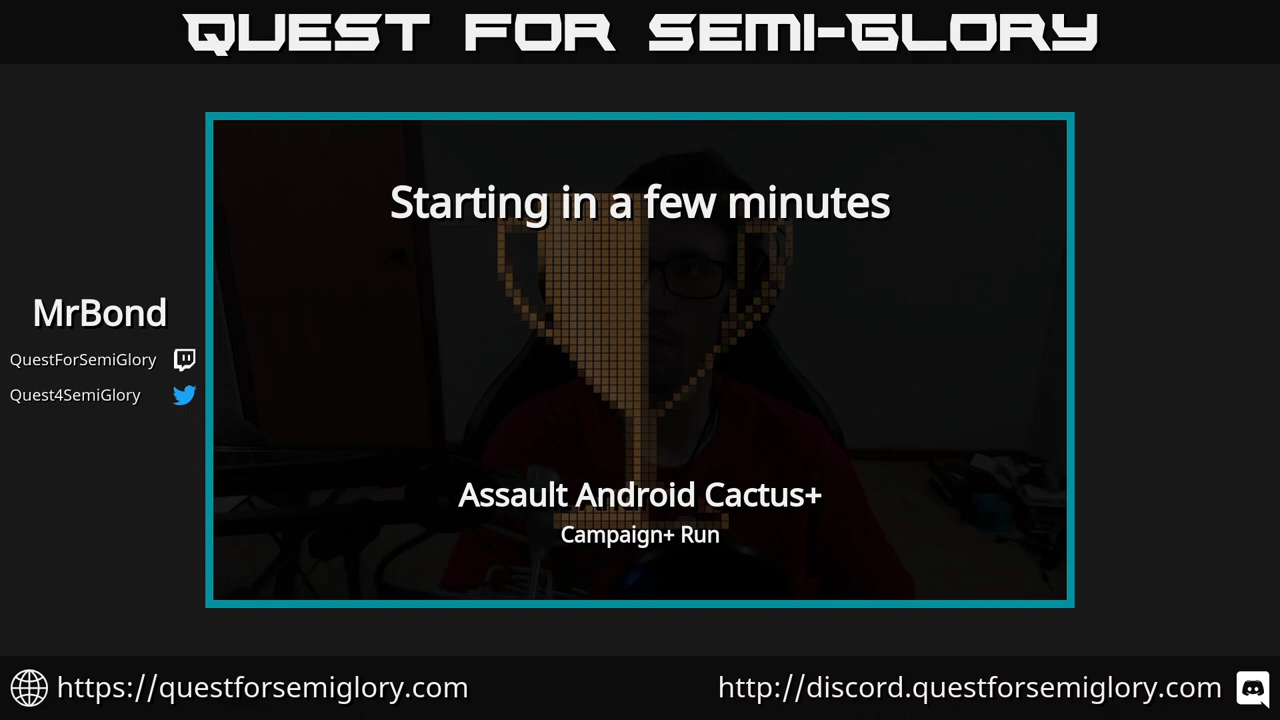 QUEST FOR SEMI-GLORY
Starting in a few minutes
MrBond
QuestForSemiGlory
Quest4SemiGlory
Assault Android Cactus+
Campaign+ Run
https://questforsemiglory.com
http://discord.questforsemiglory.com